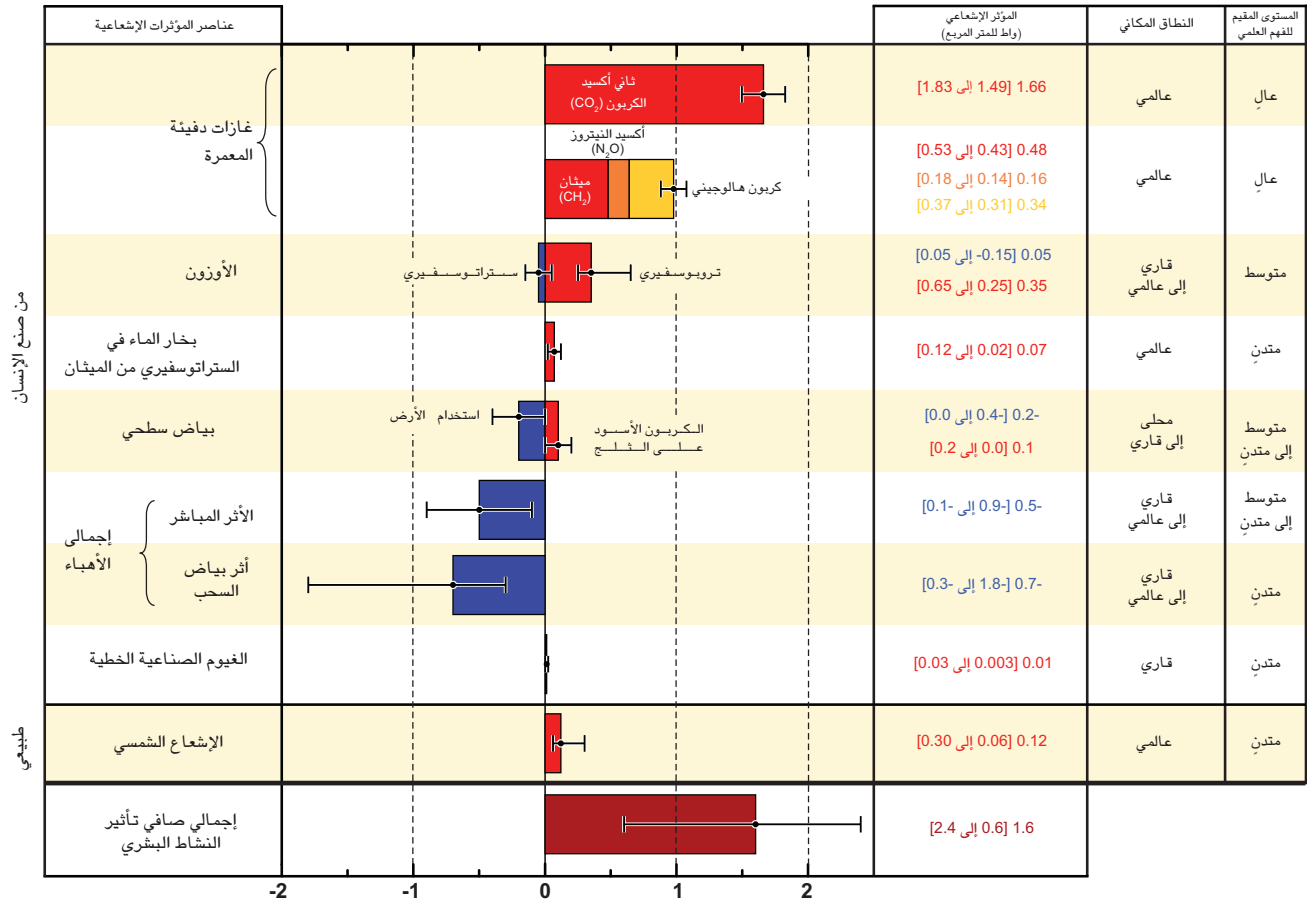 عناصر المؤثرات الإشعاعية
المؤثر الإشعاعي
(واط للمتر المربع)
النطاق المكاني
المستوى المقيم
للفهم العلمي
من صنع الإنسان
غازات دفيئة
المعمرة
ثاني أكسيد
الكربون (CO₂)
1.66 [1.49 إلى 1.83]
عالمي
عالٍ
أكسيد النيتروز
(N₂O)
ميثان
(CH₂)
كربون هالوجيني
0.48 [0.43 إلى 0.53]
0.16 [0.14 إلى 0.18]
0.34 [0.31 إلى 0.37]
عالمي
عالٍ
الأوزون
ستراتوسفيري
تروبوسفيري
0.05 [0.15- إلى 0.05]
0.35 [0.25 إلى 0.65]
قاري
إلى عالمي
متوسط
بخار الماء في
الستراتوسفيري من الميثان
0.07 [0.02 إلى 0.12]
عالمي
متدنٍ
بياض سطحي
استخدام الأرض
الكربون الأسود
على الثلج
-0.2 [-0.4 إلى 0.0]
0.1 [0.0 إلى 0.2]
محلى
إلى قاري
متوسط
إلى متدنٍ
إجمالى
الأهباء
الأثر المباشر
-0.5 [-0.9 إلى -0.1]
قاري
إلى عالمي
متوسط
إلى متدنٍ
أثر بياض
السحب
-0.7 [-1.8 إلى -0.3]
قاري
إلى عالمي
متدنٍ
الغيوم الصناعية الخطية
0.01 [0.003 إلى 0.03]
قاري
متدنٍ
طبيعي
الإشعاع الشمسي
0.12 [0.06 إلى 0.30]
عالمي
متدنٍ
إجمالي صافي تأثير
النشاط البشري
1.6 [0.6 إلى 2.4]
-2 -1 0 1 2